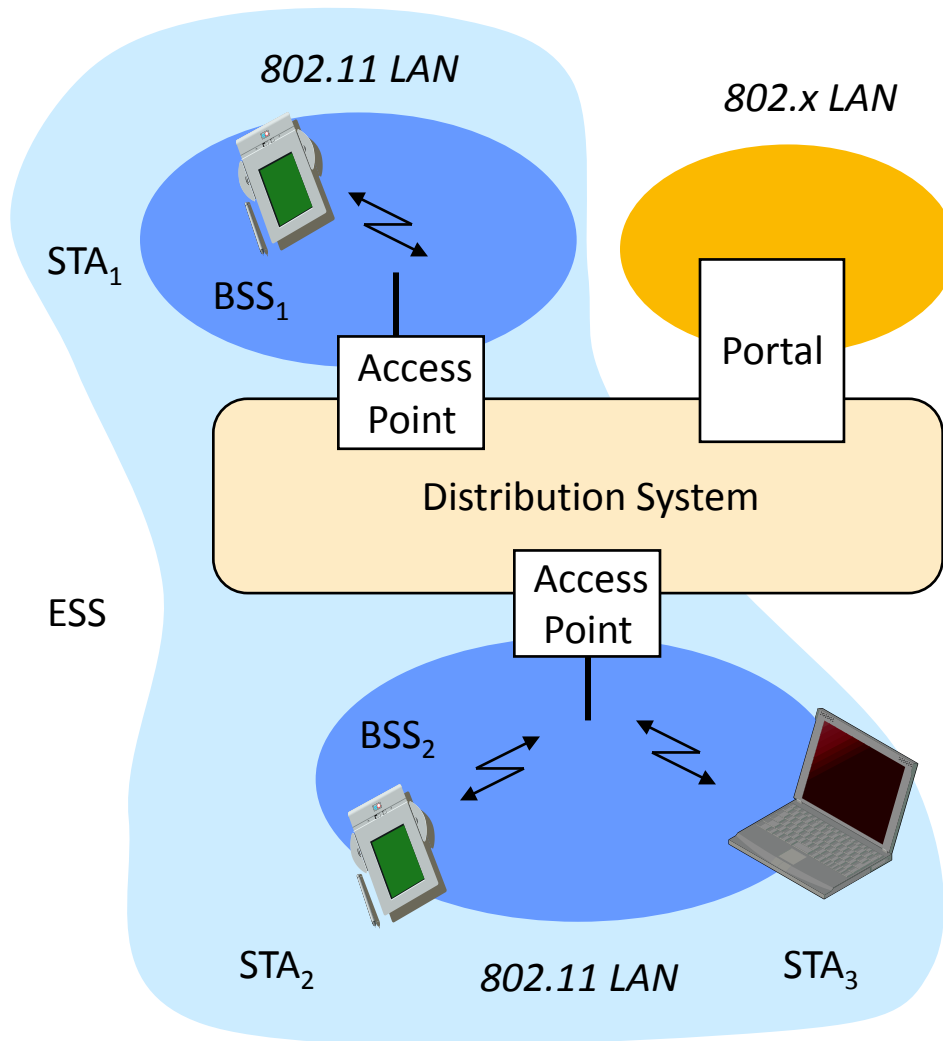 802.11 LAN
802.x LAN
STA₁
BSS₁
Access
Point
Portal
Distribution System
Access
Point
ESS
BSS₂
STA₂
802.11 LAN
STA₃